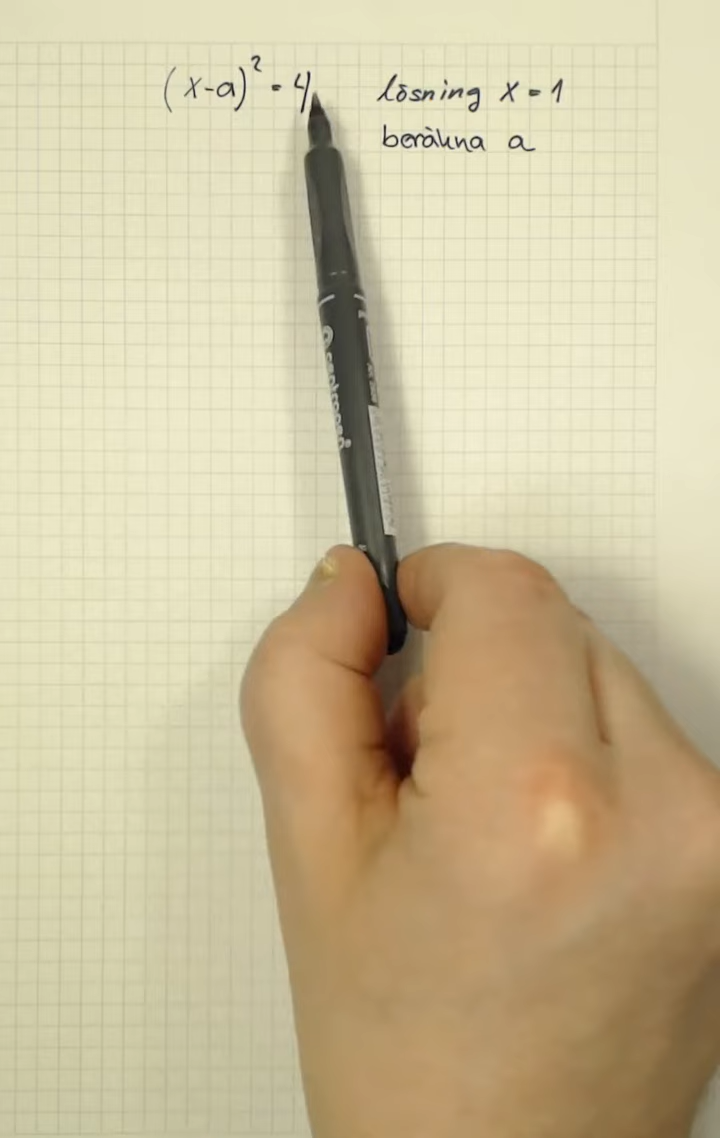 (x-a)² = 4 lösning x = 1
beräkna a